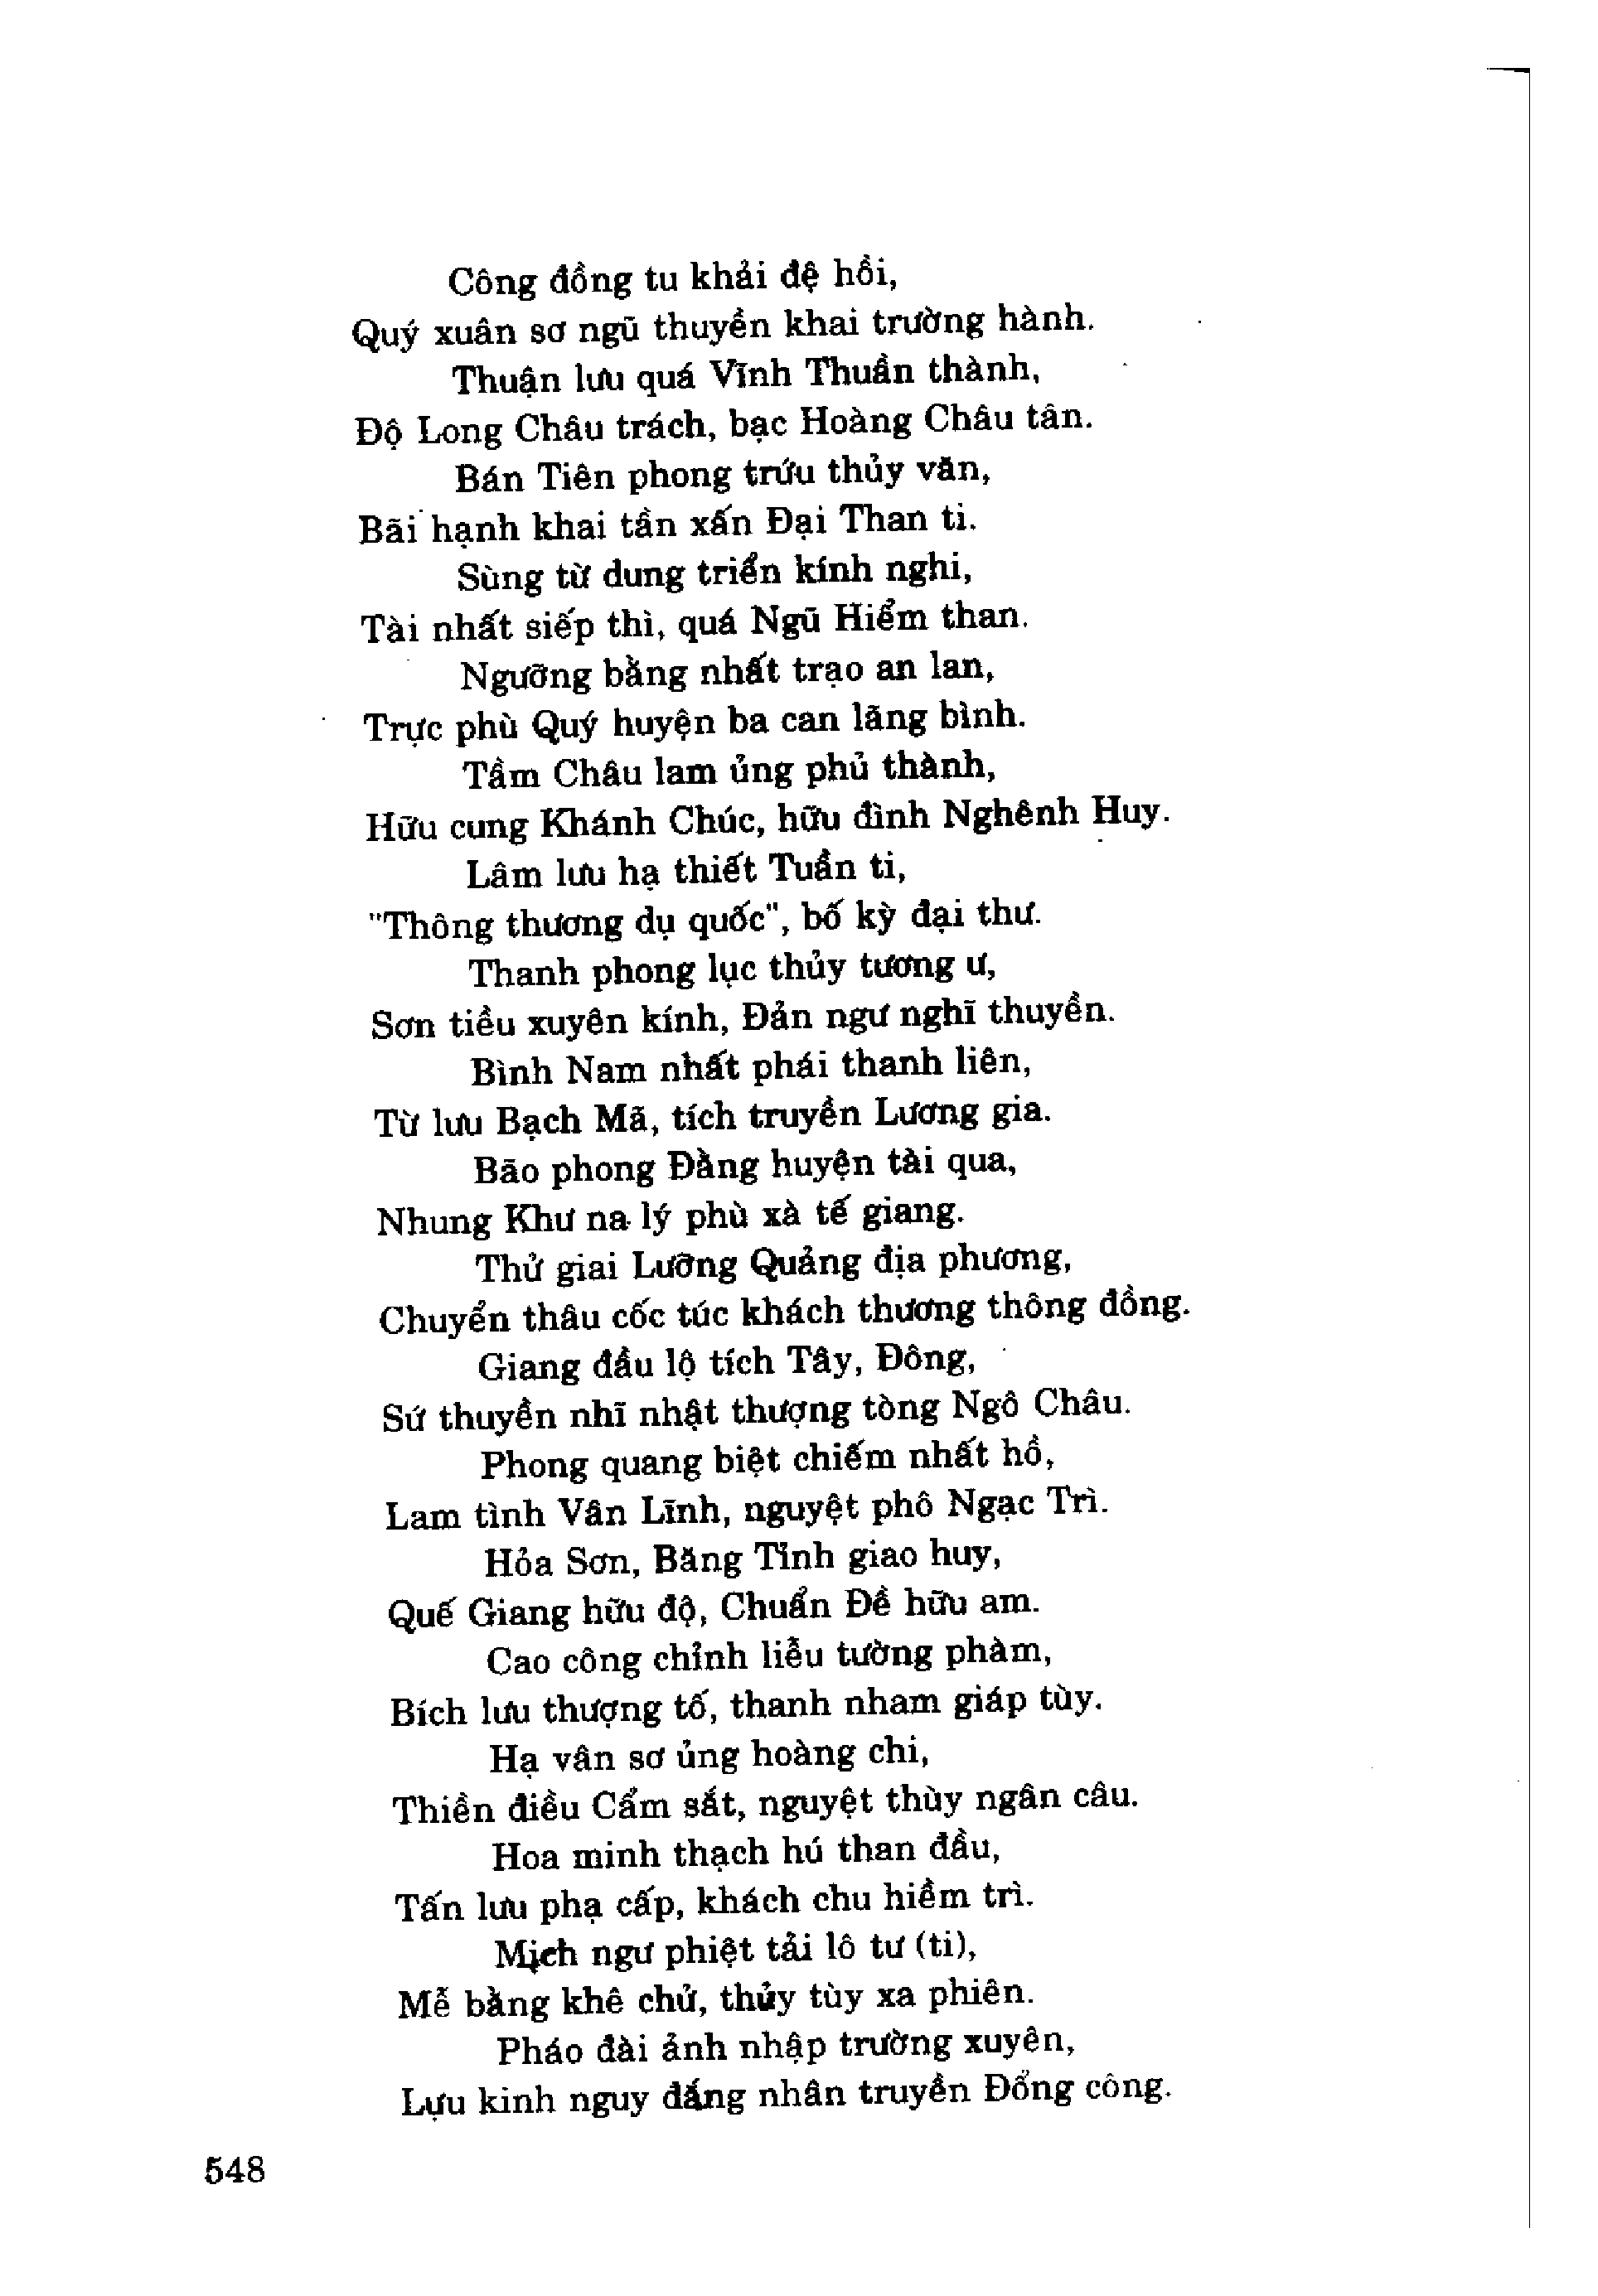 Công đồng tu khải đệ hồi,
Quý xuân sơ ngũ thuyền khai trường hành.
Thuận lưu quá Vĩnh Thuần thành,
Độ Long Châu trách, bạc Hoàng Châu tân.
Bán Tiên phong trứu thủy văn,
Bãi hạnh khai tần xấn Đại Than ti.
Sùng từ dung triển kính nghi,
Tài nhất siếp thì, quá Ngũ Hiểm than.
Ngưỡng bằng nhất trạo an lan,
Trực phù Quý huyện ba can lãng bình.
Tầm Châu lam ủng phủ thành,
Hữu cung Khánh Chúc, hữu đình Nghênh Huy.
Lâm lưu hạ thiết Tuần ti,
"Thông thương dụ quốc", bố kỳ đại thư.
Thanh phong lục thủy tương ư,
Sơn tiều xuyên kính, Đản ngư nghĩ thuyền.
Bình Nam nhất phái thanh liên,
Từ lưu Bạch Mã, tích truyền Lương gia.
Bão phong Đằng huyện tài qua,
Nhung Khư na lý phù xà tế giang.
Thử giai Lưỡng Quảng địa phương,
Chuyển thâu cốc túc khách thương thông đồng.
Giang đầu lộ tích Tây, Đông,
Sứ thuyền nhĩ nhật thượng tòng Ngô Châu.
Phong quang biệt chiếm nhất hồ,
Lam tình Vân Lĩnh, nguyệt phô Ngạc Trì.
Hỏa Sơn, Băng Tỉnh giao huy,
Quế Giang hữu độ, Chuẩn Đề hữu am.
Cao công chỉnh liễu tường phàm,
Bích lưu thượng tố, thanh nham giáp tùy.
Hạ vân sơ ủng hoàng chi,
Thiền điều Cẩm sắt, nguyệt thùy ngân câu.
Hoa minh thạch hú than đầu,
Tấn lưu phạ cấp, khách chu hiềm trì.
Mịch ngư phiệt tải lô tư (ti),
Mễ bằng khê chử, thủy tùy xa phiên.
Pháo đài ảnh nhập trường xuyên,
Lựu kinh nguy đắng nhân truyền Đổng công.
548